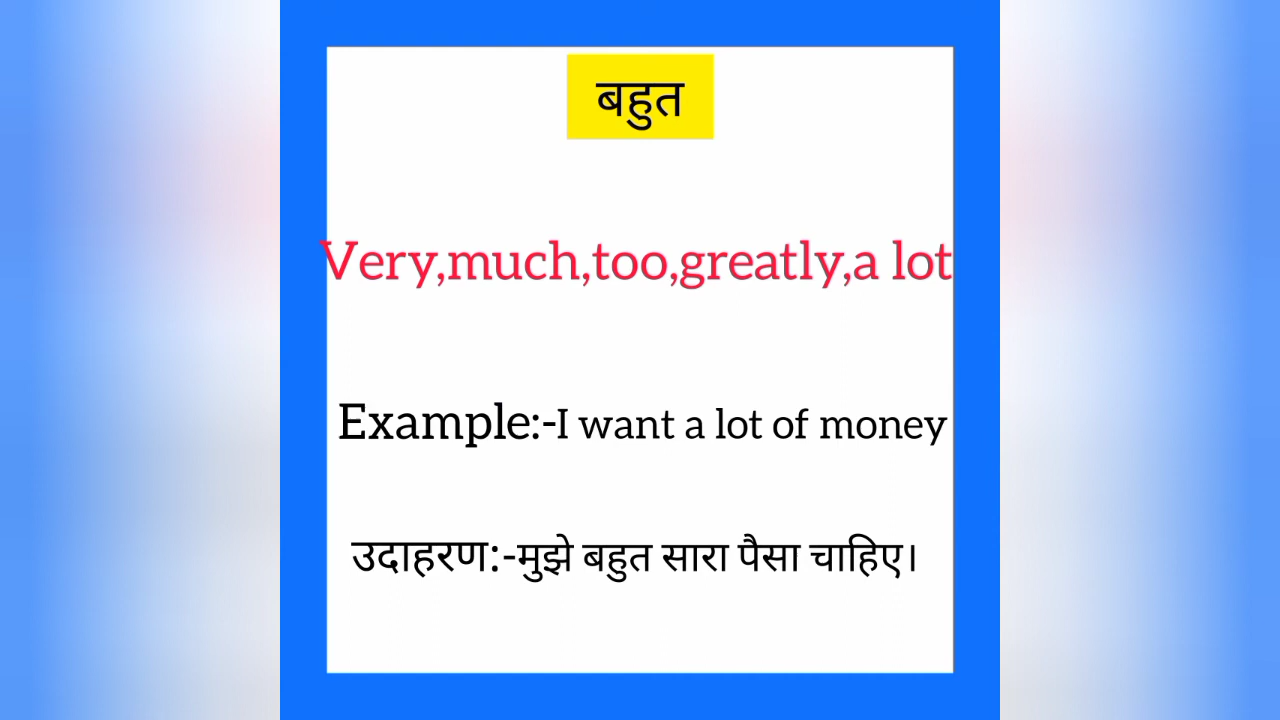 बहुत
Very,much,too,greatly,a lot
Example:-I want a lot of money
उदाहरण:-मुझे बहुत सारा पैसा चाहिए।